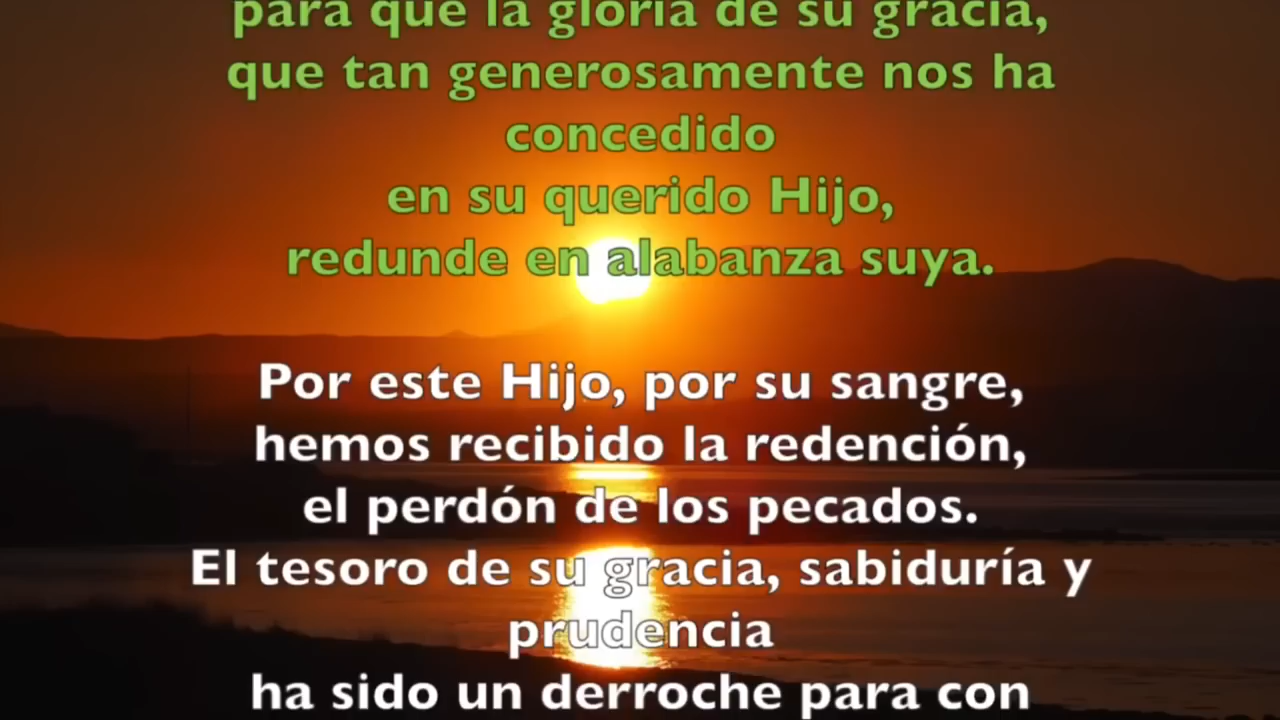 para que la gloria de su gracia,
que tan generosamente nos ha
concedido
en su querido Hijo,
redunde en alabanza suya.
Por este Hijo, por su sangre,
hemos recibido la redención,
el perdón de los pecados.
El tesoro de su gracia, sabiduría y
prudencia
ha sido un derroche para con